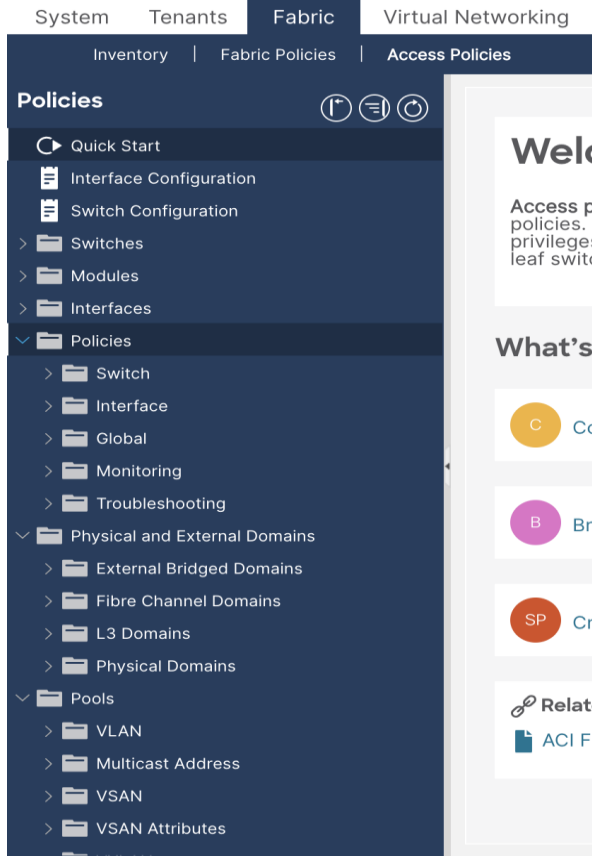 System Tenants Fabric Virtual Networking
Inventory | Fabric Policies | Access Policies
Policies
Quick Start
Interface Configuration
Switch Configuration
Switches
Modules
Interfaces
Policies
Switch
Interface
Global
Monitoring
Troubleshooting
Physical and External Domains
External Bridged Domains
Fibre Channel Domains
L3 Domains
Physical Domains
Pools
VLAN
Multicast Address
VSAN
VSAN Attributes
Access p
policies.
privileges
leaf swit
What's
C
B
Br
SP
Cr
Relat
ACI F